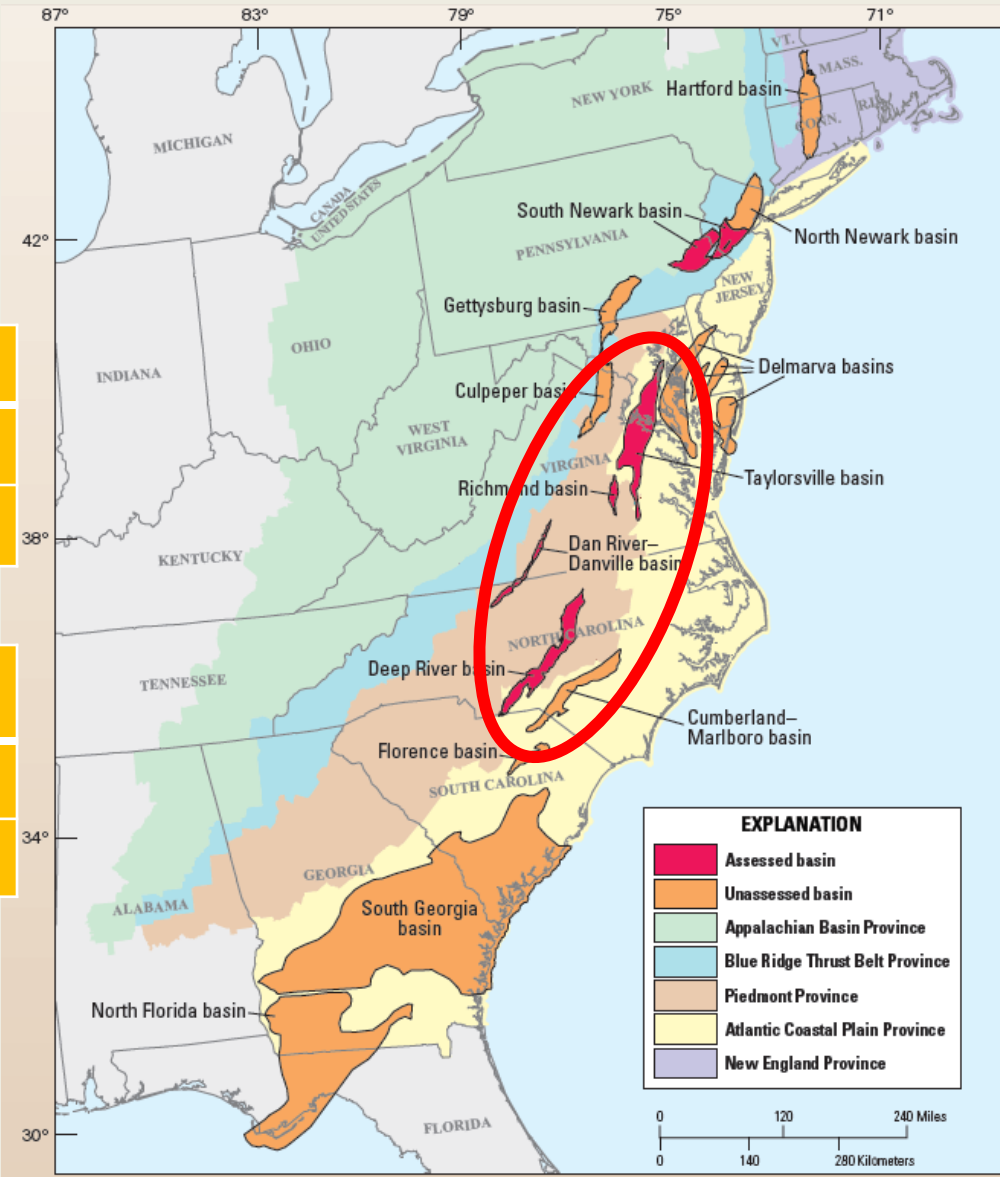 87°
83°
79°
75°
71°
VT.
MASS.
Hartford basin
NEW YORK
R.I.
CONN.
MICHIGAN
CANADA
UNITED STATES
South Newark basin
42°
PENNSYLVANIA
North Newark basin
NEW
JERSEY
Gettysburg basin
OHIO
INDIANA
Delmarva basins
Culpeper basin
WEST
VIRGINIA
VIRGINIA
Taylorsville basin
Richmond basin
38°
Dan River–
Danville basin
KENTUCKY
NORTH CAROLINA
Deep River basin
TENNESSEE
Cumberland–
Marlboro basin
Florence basin
SOUTH CAROLINA
34°
GEORGIA
ALABAMA
South Georgia
basin
North Florida basin
30°
FLORIDA
EXPLANATION
Assessed basin
Unassessed basin
Appalachian Basin Province
Blue Ridge Thrust Belt Province
Piedmont Province
Atlantic Coastal Plain Province
New England Province
0 120 240 Miles
0 140 280 Kilometers